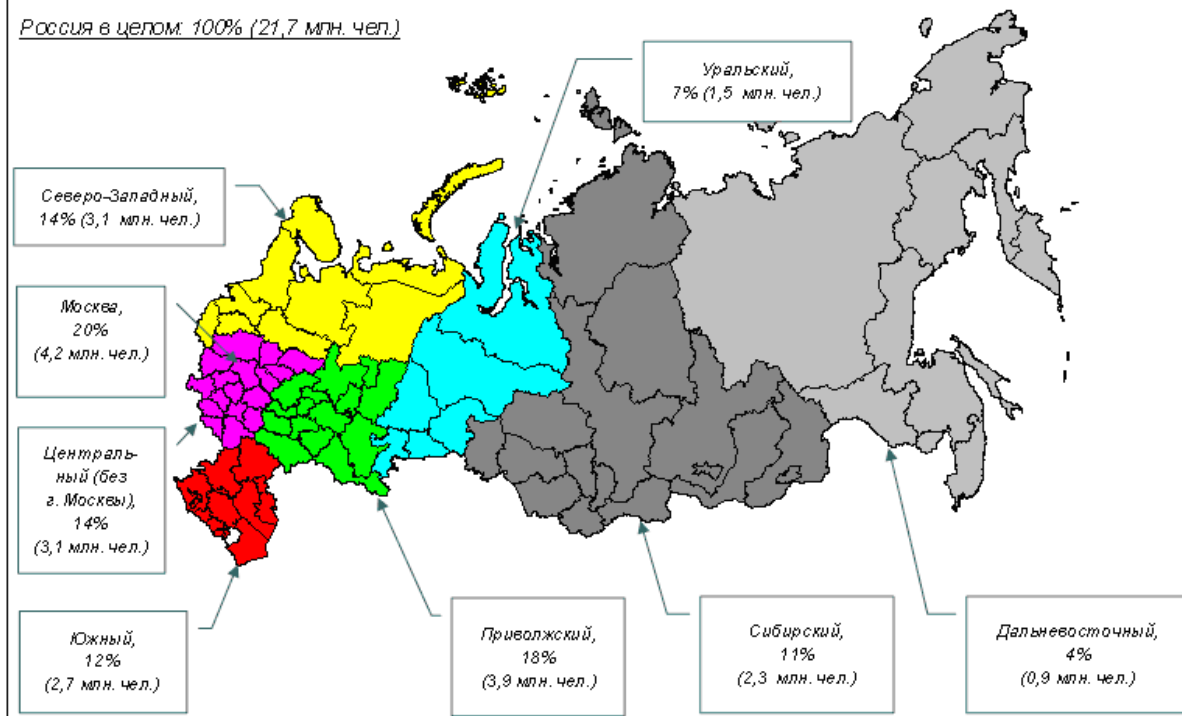 Россия в целом: 100% (21,7 млн. чел.)
Уральский,
7% (1,5 млн. чел.)
Северо-Западный,
14% (3,1 млн. чел.)
Москва,
20%
(4,2 млн. чел.)
Централь-
ный (без
г. Москвы),
14%
(3,1 млн. чел.)
Южный,
12%
(2,7 млн. чел.)
Приволжский,
18%
(3,9 млн. чел.)
Сибирский,
11%
(2,3 млн. чел.)
Дальневосточный,
4%
(0,9 млн. чел.)